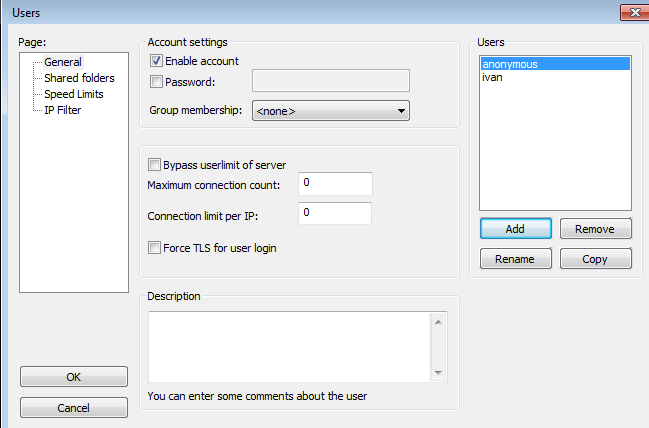 Users
Page:
General
Shared folders
Speed Limits
IP Filter
OK
Cancel
Account settings
Enable account
Password:
Group membership: <none>
Bypass userlimit of server
Maximum connection count: 0
Connection limit per IP: 0
Force TLS for user login
Description
You can enter some comments about the user
Users
anonymous
ivan
Add Remove
Rename Copy